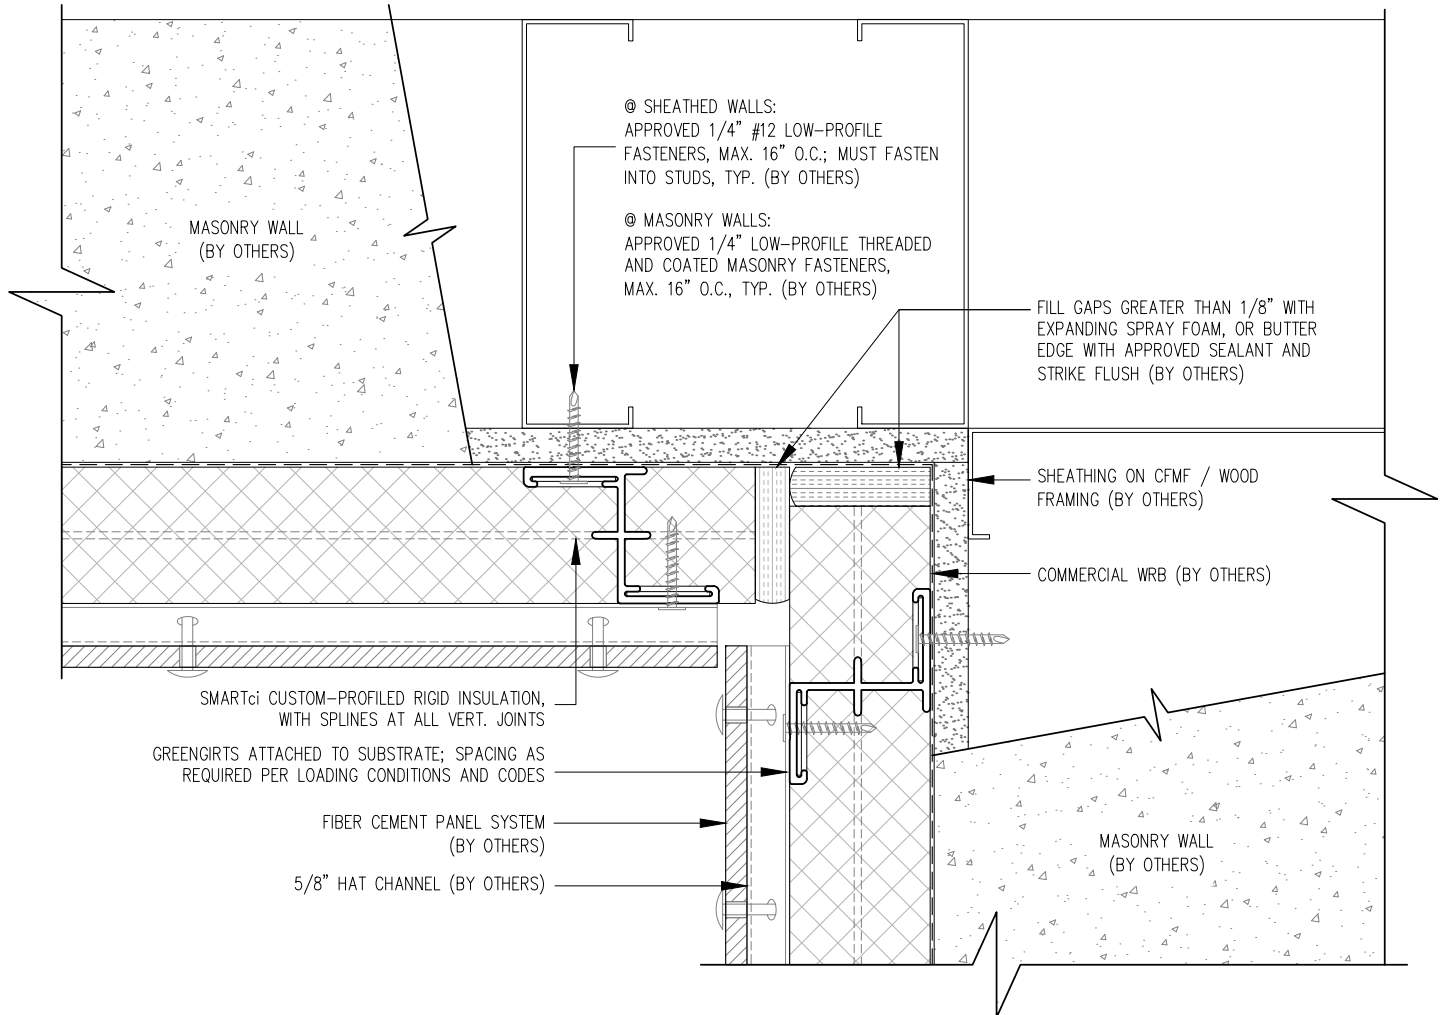 @ SHEATHED WALLS:
APPROVED 1/4" #12 LOW-PROFILE
FASTENERS, MAX. 16" O.C.; MUST FASTEN
INTO STUDS, TYP. (BY OTHERS)
@ MASONRY WALLS:
APPROVED 1/4" LOW-PROFILE THREADED
AND COATED MASONRY FASTENERS,
MAX. 16" O.C., TYP. (BY OTHERS)
MASONRY WALL
(BY OTHERS)
FILL GAPS GREATER THAN 1/8" WITH
EXPANDING SPRAY FOAM, OR BUTTER
EDGE WITH APPROVED SEALANT AND
STRIKE FLUSH (BY OTHERS)
SHEATHING ON CFMF / WOOD
FRAMING (BY OTHERS)
COMMERCIAL WRB (BY OTHERS)
SMARTci CUSTOM-PROFILED RIGID INSULATION,
WITH SPLINES AT ALL VERT. JOINTS
GREENGIRTS ATTACHED TO SUBSTRATE; SPACING AS
REQUIRED PER LOADING CONDITIONS AND CODES
FIBER CEMENT PANEL SYSTEM
(BY OTHERS)
5/8" HAT CHANNEL (BY OTHERS)
MASONRY WALL
(BY OTHERS)